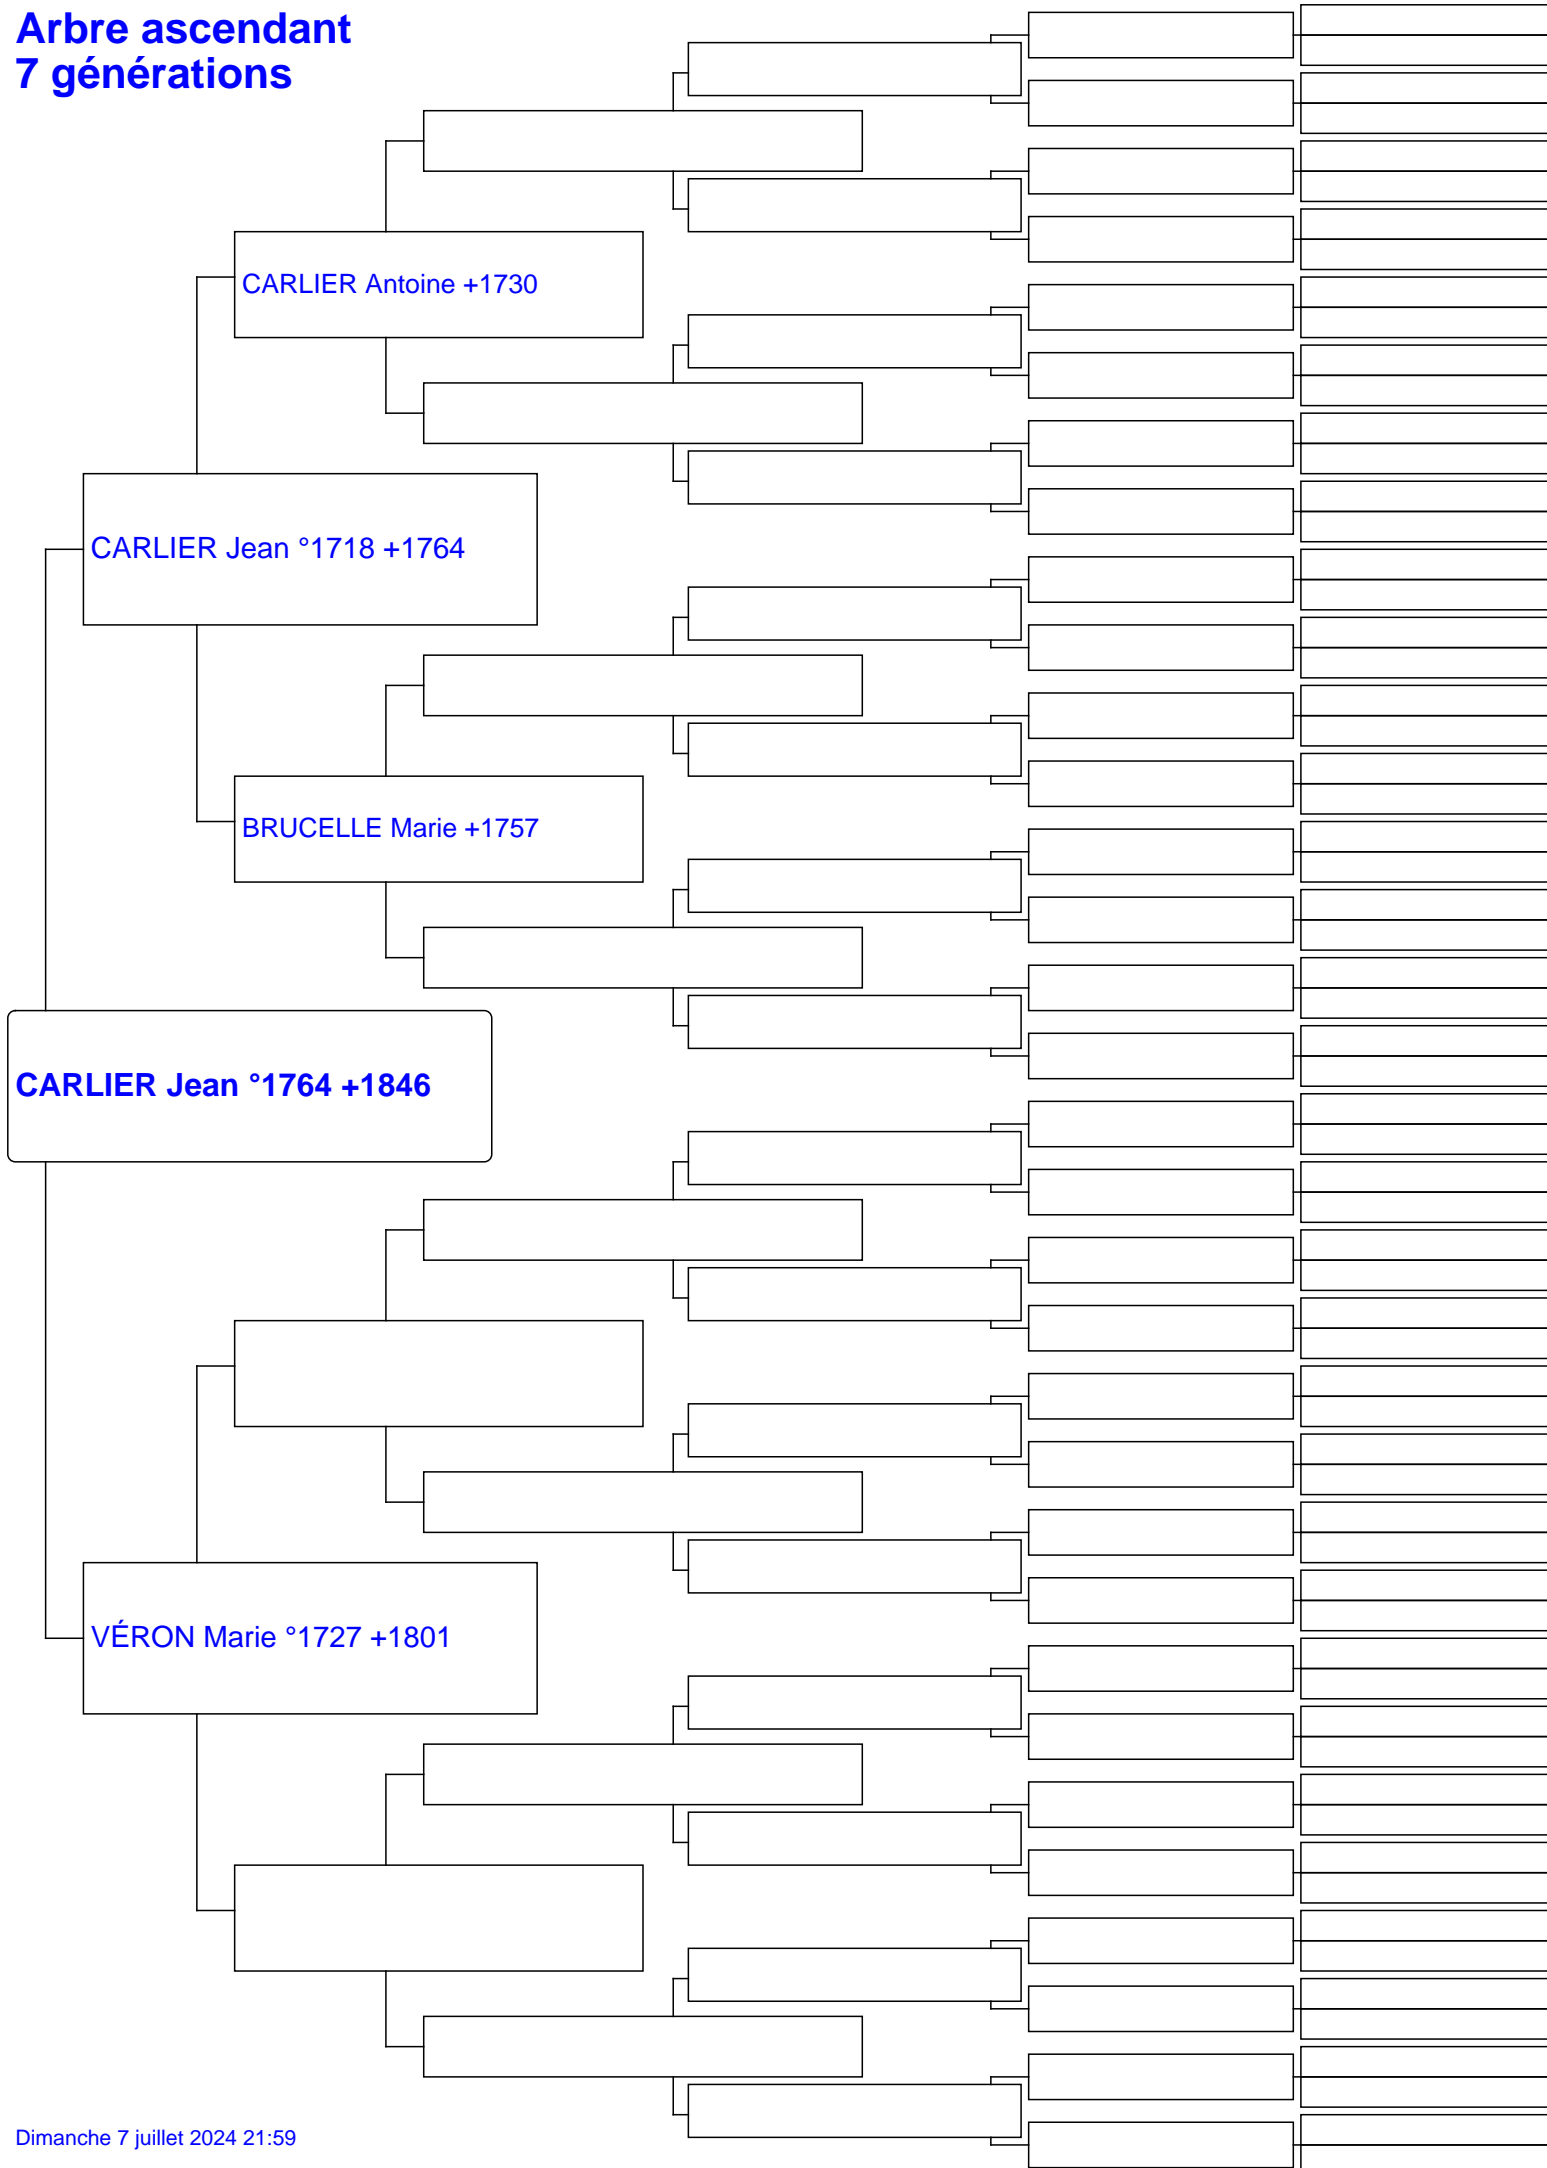 Arbre ascendant
7 générations
CARLIER Antoine +1730
CARLIER Jean °1718 +1764
BRUCELLE Marie +1757
CARLIER Jean °1764 +1846
VÉRON Marie °1727 +1801
Dimanche 7 juillet 2024 21:59